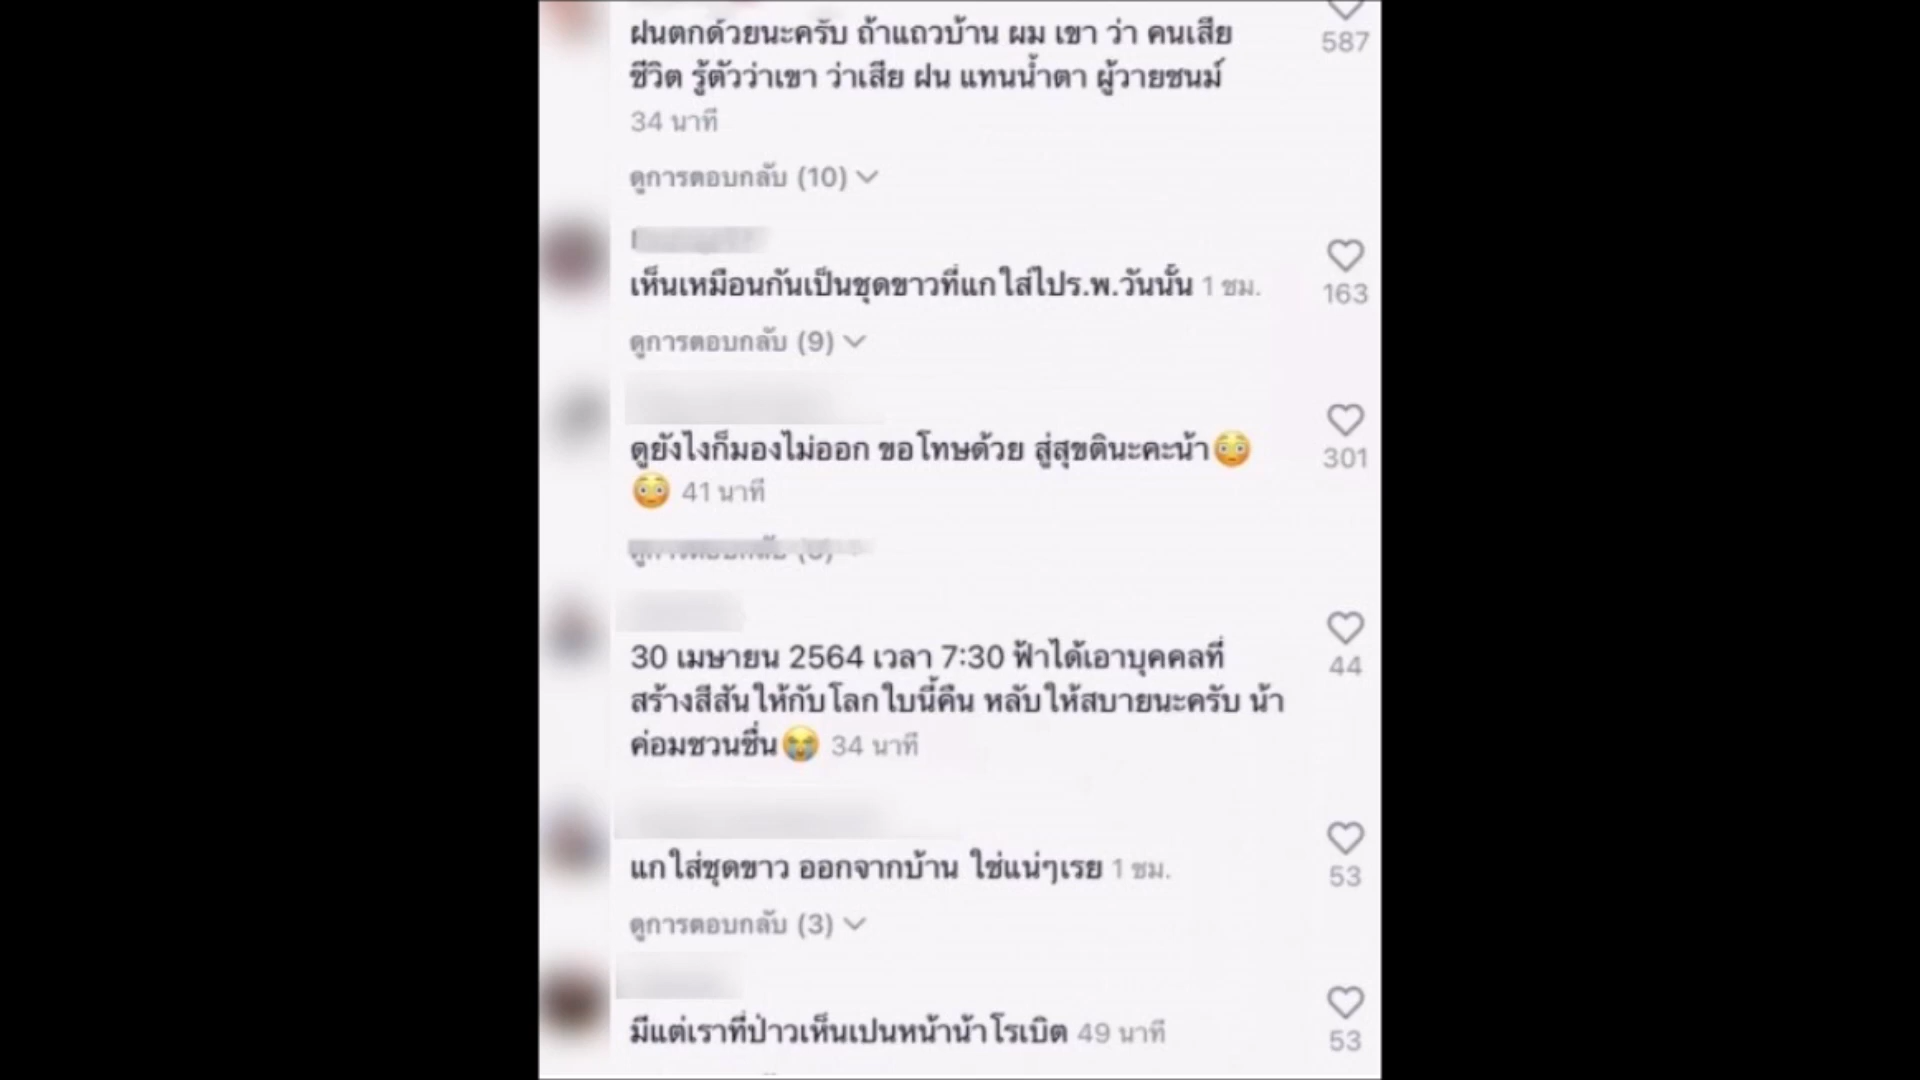 587
ฝนตกด้วยนะครับ ถ้าแถวบ้าน ผม เขา ว่า คนเสีย
ชีวิต รู้ตัวว่าเขา ว่าเสีย ฝน แทนน้ำตา ผู้วายชนม์
34 นาที
ดูการตอบกลับ (10)
เห็นเหมือนกันเป็นชุดขาวที่แกใส่ไปร.พ.วันนั้น 1 ชม.
163
ดูการตอบกลับ (9)
ดูยังไงก็มองไม่ออก ขอโทษด้วย สู่สุขตินะคะน้า😳
😳 41 นาที
301
30 เมษายน 2564 เวลา 7:30 ฟ้าได้เอาบุคคลที่
สร้างสีสันให้กับโลกใบนี้คืน หลับให้สบายนะครับ น้า
ค่อมชวนชื่น😭 34 นาที
44
แกใส่ชุดขาว ออกจากบ้าน ใช่แน่ๆเรย 1 ชม.
53
ดูการตอบกลับ (3)
มีแต่เราที่ป่าวเห็นเปนหน้าน้าโรเบิต 49 นาที
53